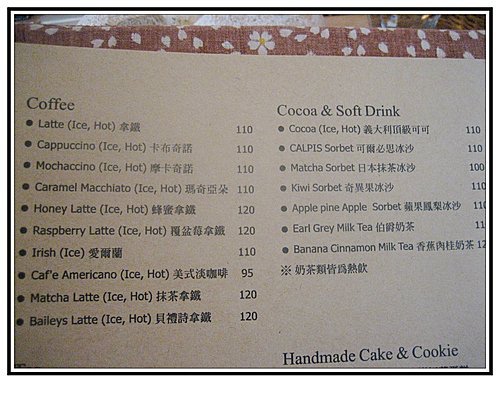 Coffee
Latte (Ice, Hot) 拿鐵 110
Cappuccino (Ice, Hot) 卡布奇諾 110
Mochaccino (Ice, Hot) 摩卡奇諾 110
Caramel Macchiato (Ice, Hot) 瑪奇亞朵 110
Honey Latte (Ice, Hot) 蜂蜜拿鐵 120
Raspberry Latte (Ice, Hot) 覆盆莓拿鐵 120
Irish (Ice) 愛爾蘭 110
Caf'e Americano (Ice, Hot) 美式淡咖啡 95
Matcha Latte (Ice, Hot) 抹茶拿鐵 120
Baileys Latte (Ice, Hot) 貝禮詩拿鐵 120
Cocoa & Soft Drink
Cocoa (Ice, Hot) 義大利頂級可可 110
CALPIS Sorbet 可爾必思冰沙 110
Matcha Sorbet 日本抹茶冰沙 100
Kiwi Sorbet 奇異果冰沙 110
Apple pine Apple Sorbet 蘋果鳳梨冰沙 110
Earl Grey Milk Tea 伯爵奶茶 11
Banana Cinnamon Milk Tea 香蕉肉桂奶茶 12
※ 奶茶類皆爲熱飲
Handmade Cake & Cookie